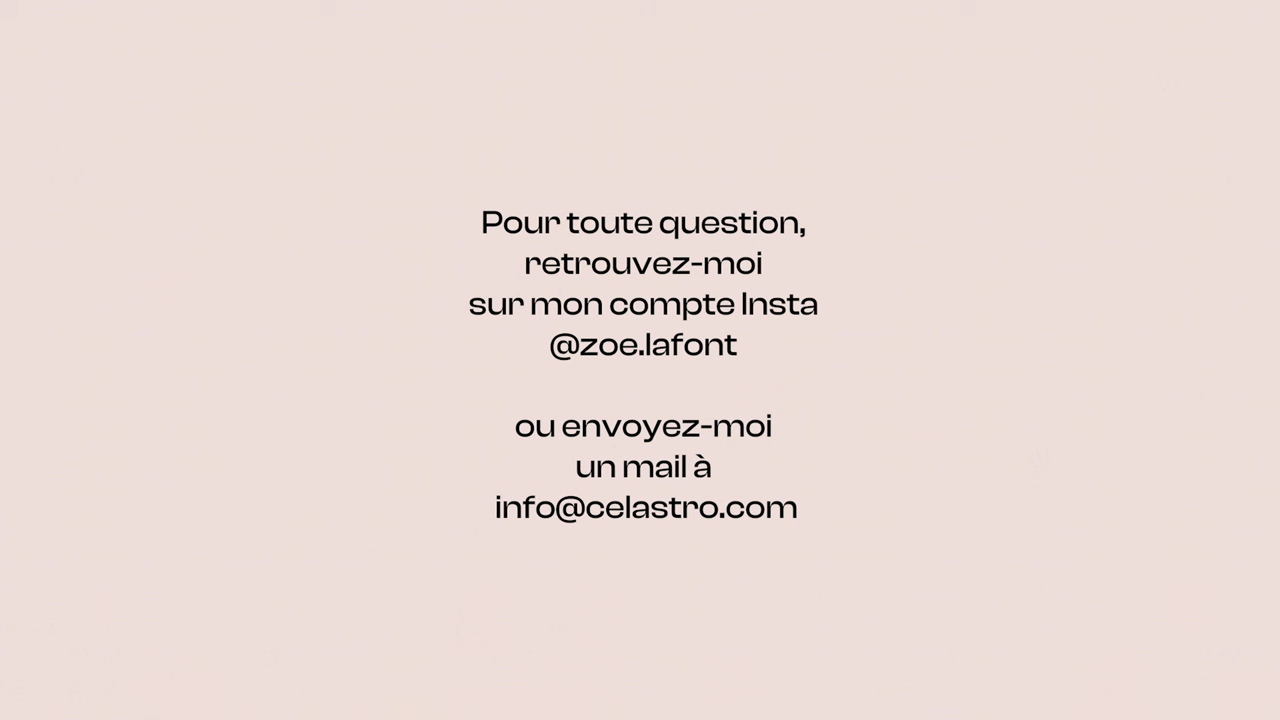 Pour toute question,
retrouvez-moi
sur mon compte Insta
@zoe.lafont
ou envoyez-moi
un mail à
info@celastro.com